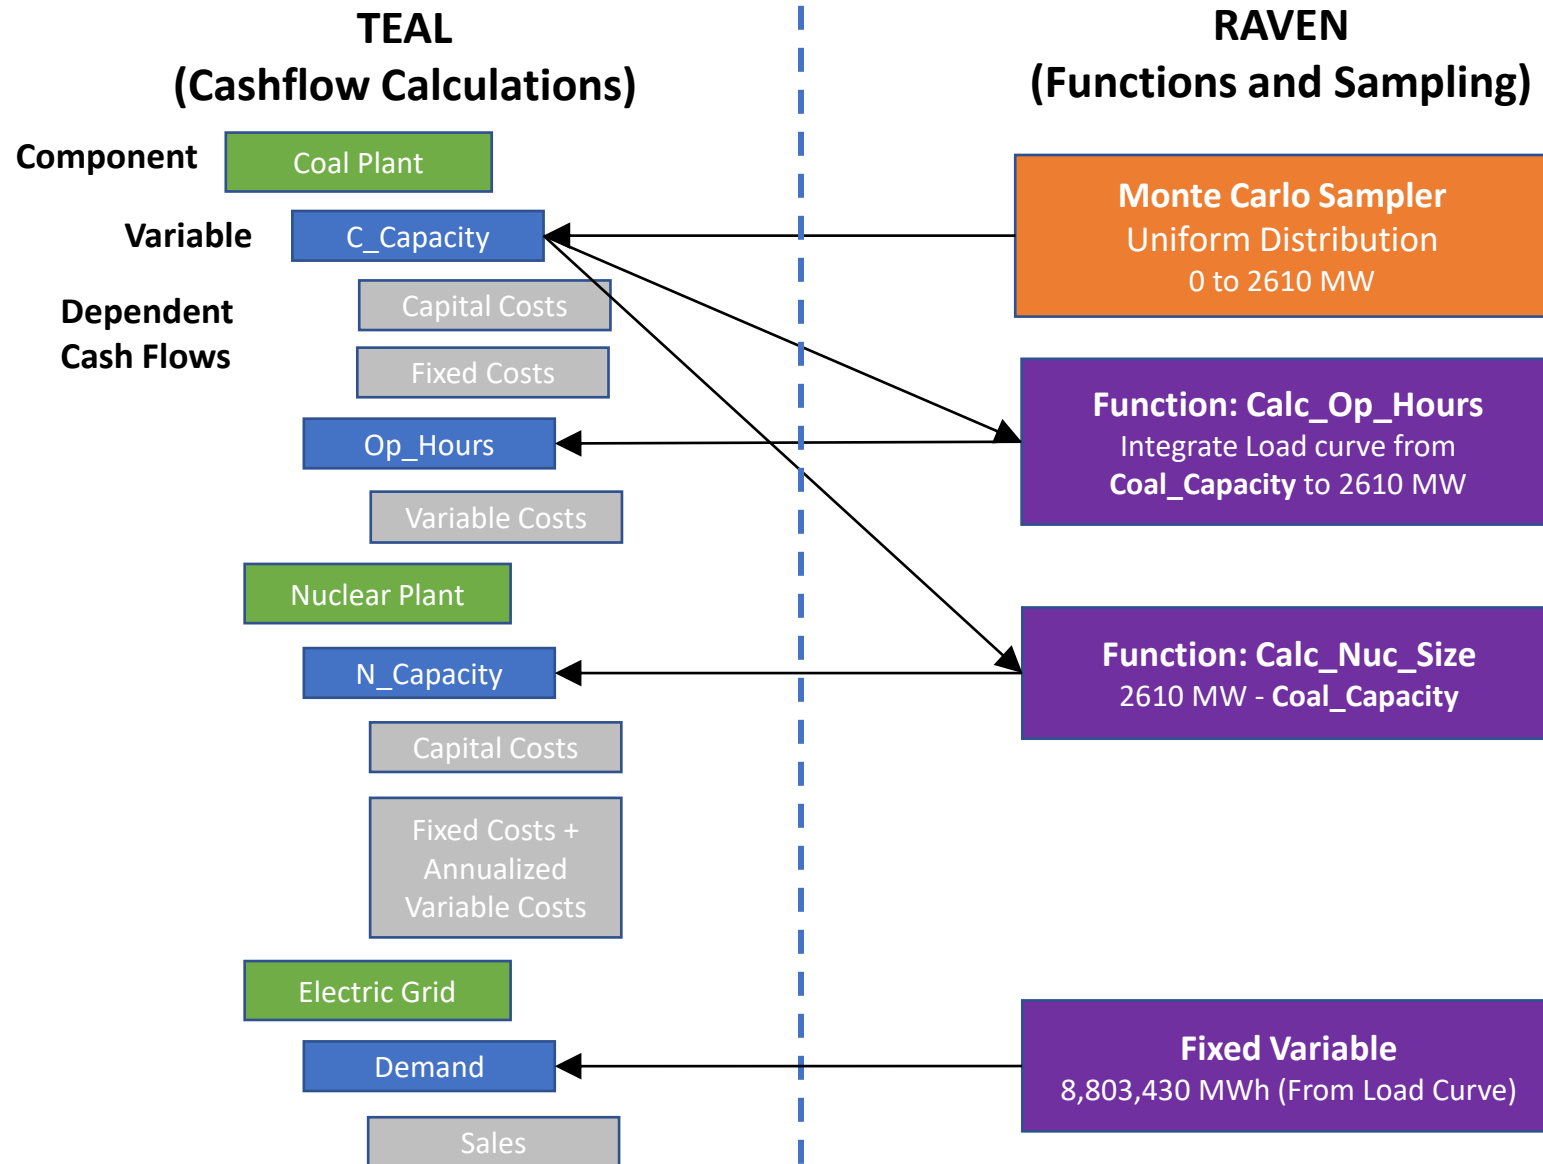 TEAL
(Cashflow Calculations)
Component
Coal Plant
Variable
C_Capacity
Dependent
Cash Flows
Capital Costs
Fixed Costs
Op_Hours
Variable Costs
Nuclear Plant
N_Capacity
Capital Costs
Fixed Costs +
Annualized
Variable Costs
Electric Grid
Demand
Sales
RAVEN
(Functions and Sampling)
Monte Carlo Sampler
Uniform Distribution
0 to 2610 MW
Function: Calc_Op_Hours
Integrate Load curve from
Coal_Capacity to 2610 MW
Function: Calc_Nuc_Size
2610 MW - Coal_Capacity
Fixed Variable
8,803,430 MWh (From Load Curve)